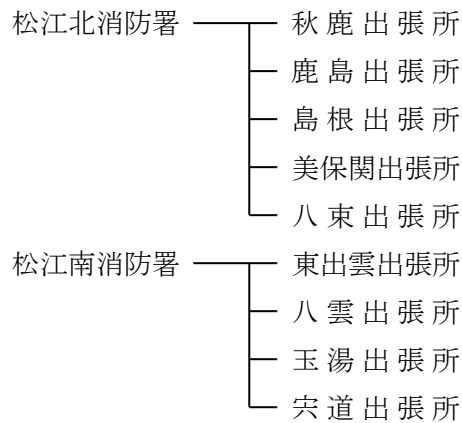 松江北消防署 秋鹿出張所
鹿島出張所
島根出張所
美保関出張所
八束出張所
松江南消防署 東出雲出張所
八雲出張所
玉湯出張所
宍道出張所